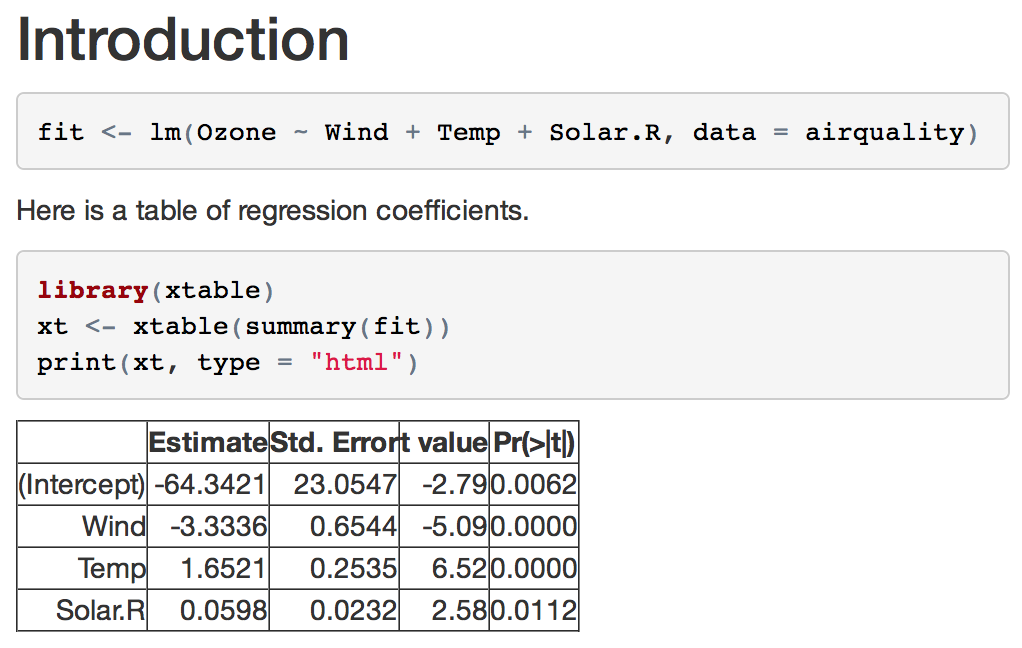 Introduction
fit <- lm(Ozone ~ Wind + Temp + Solar.R, data = airquality)
Here is a table of regression coefficients.
library(xtable)
xt <- xtable(summary(fit))
print(xt, type = "html")
Estimate Std. Error t value Pr(>|t|)
(Intercept) -64.3421 23.0547 -2.79 0.0062
Wind -3.3336 0.6544 -5.09 0.0000
Temp 1.6521 0.2535 6.52 0.0000
Solar.R 0.0598 0.0232 2.58 0.0112